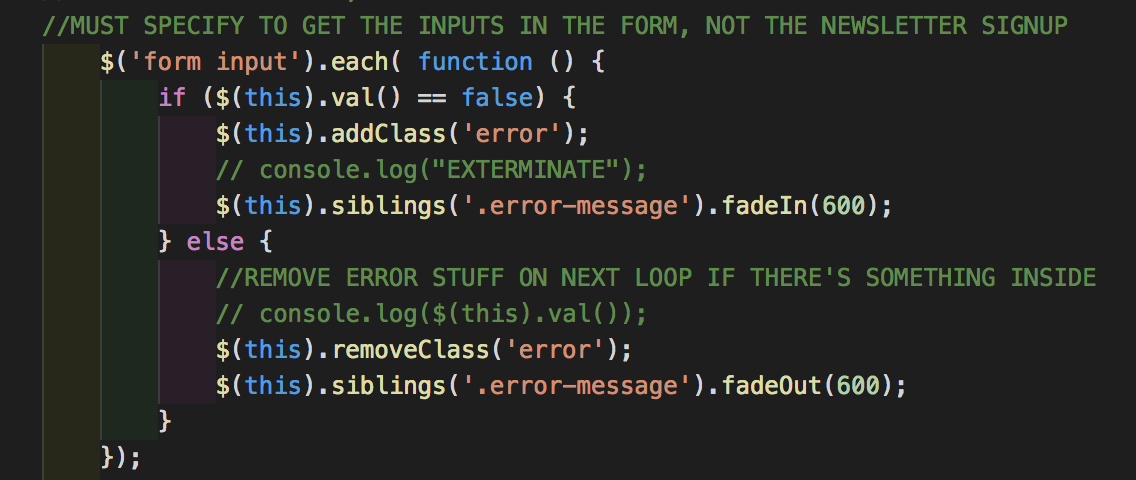 //MUST SPECIFY TO GET THE INPUTS IN THE FORM, NOT THE NEWSLETTER SIGNUP
$('form input').each( function () {
if ($(this).val() == false) {
$(this).addClass('error');
// console.log("EXTERMINATE");
$(this).siblings('.error-message').fadeIn(600);
} else {
//REMOVE ERROR STUFF ON NEXT LOOP IF THERE'S SOMETHING INSIDE
// console.log($(this).val());
$(this).removeClass('error');
$(this).siblings('.error-message').fadeOut(600);
}
});